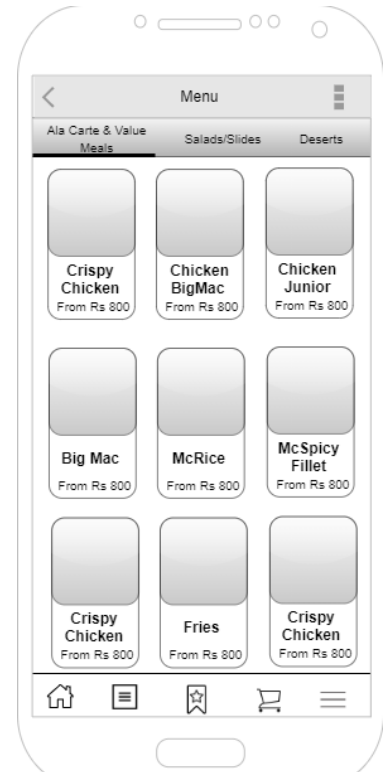 Menu
Ala Carte & Value
Meals
Salads/Slides
Deserts
Crispy
Chicken
From Rs 800
Chicken
BigMac
From Rs 800
Chicken
Junior
From Rs 800
Big Mac
From Rs 800
McRice
From Rs 800
McSpicy
Fillet
From Rs 800
Crispy
Chicken
From Rs 800
Fries
From Rs 800
Crispy
Chicken
From Rs 800